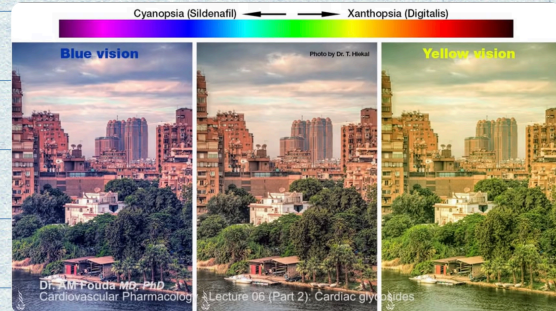 Cyanopsia (Sildenafil) Xanthopsia (Digitalis)
Blue vision
Photo by Dr. T. Hiekal
Yellow vision
Dr. AM Fouda MD, PhD
Cardiovascular Pharmacology Lecture 06 (Part 2): Cardiac glycosides